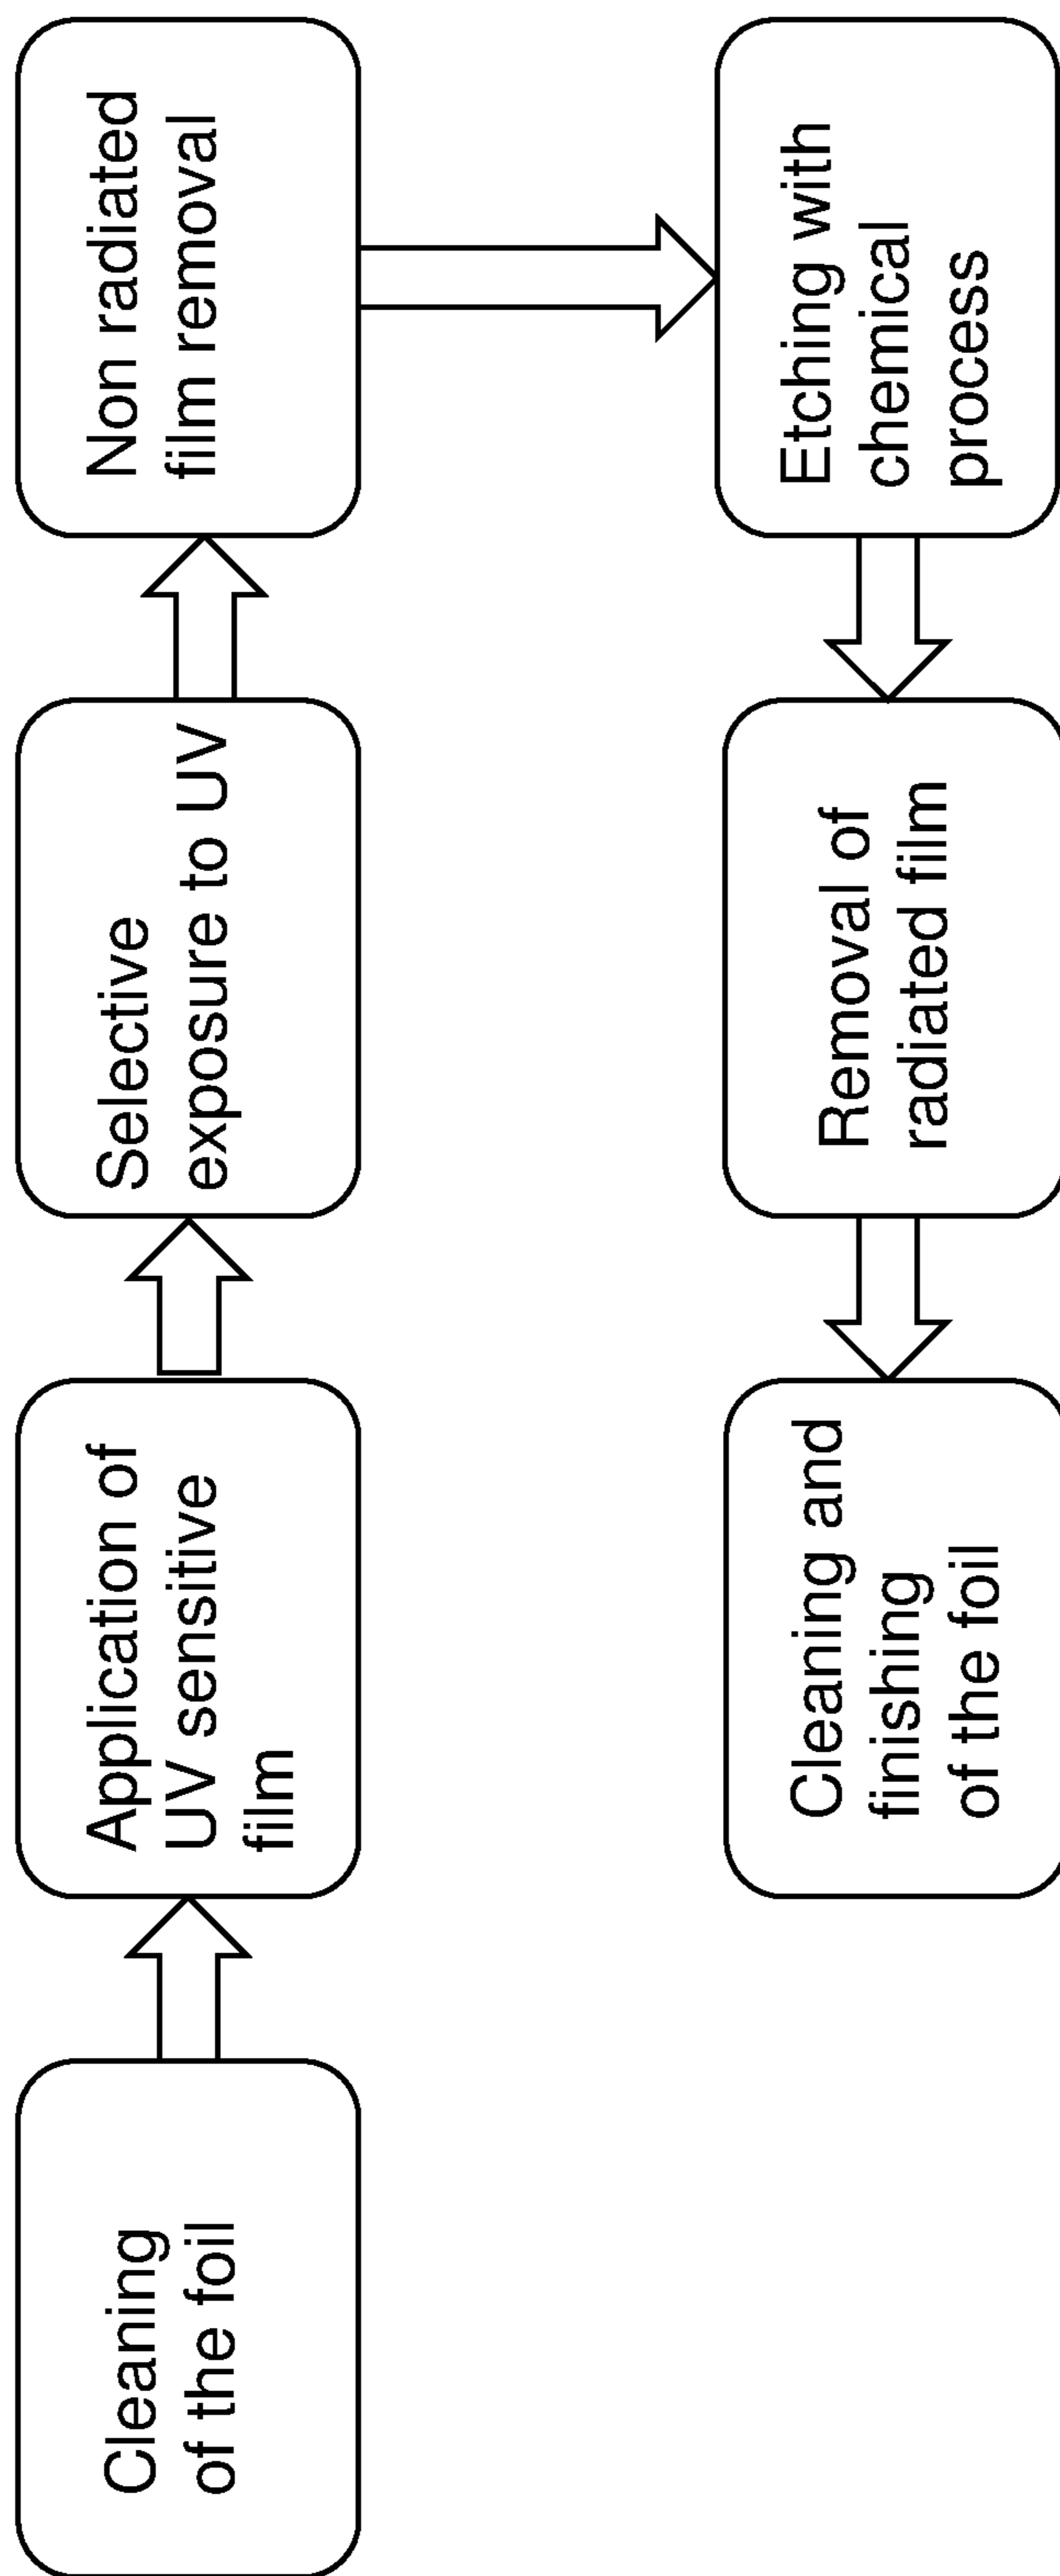 Cleaning
of the foil
Application of
UV sensitive
film
Selective
exposure to UV
Non radiated
film removal
Etching with
chemical
process
Removal of
radiated film
Cleaning and
finishing
of the foil